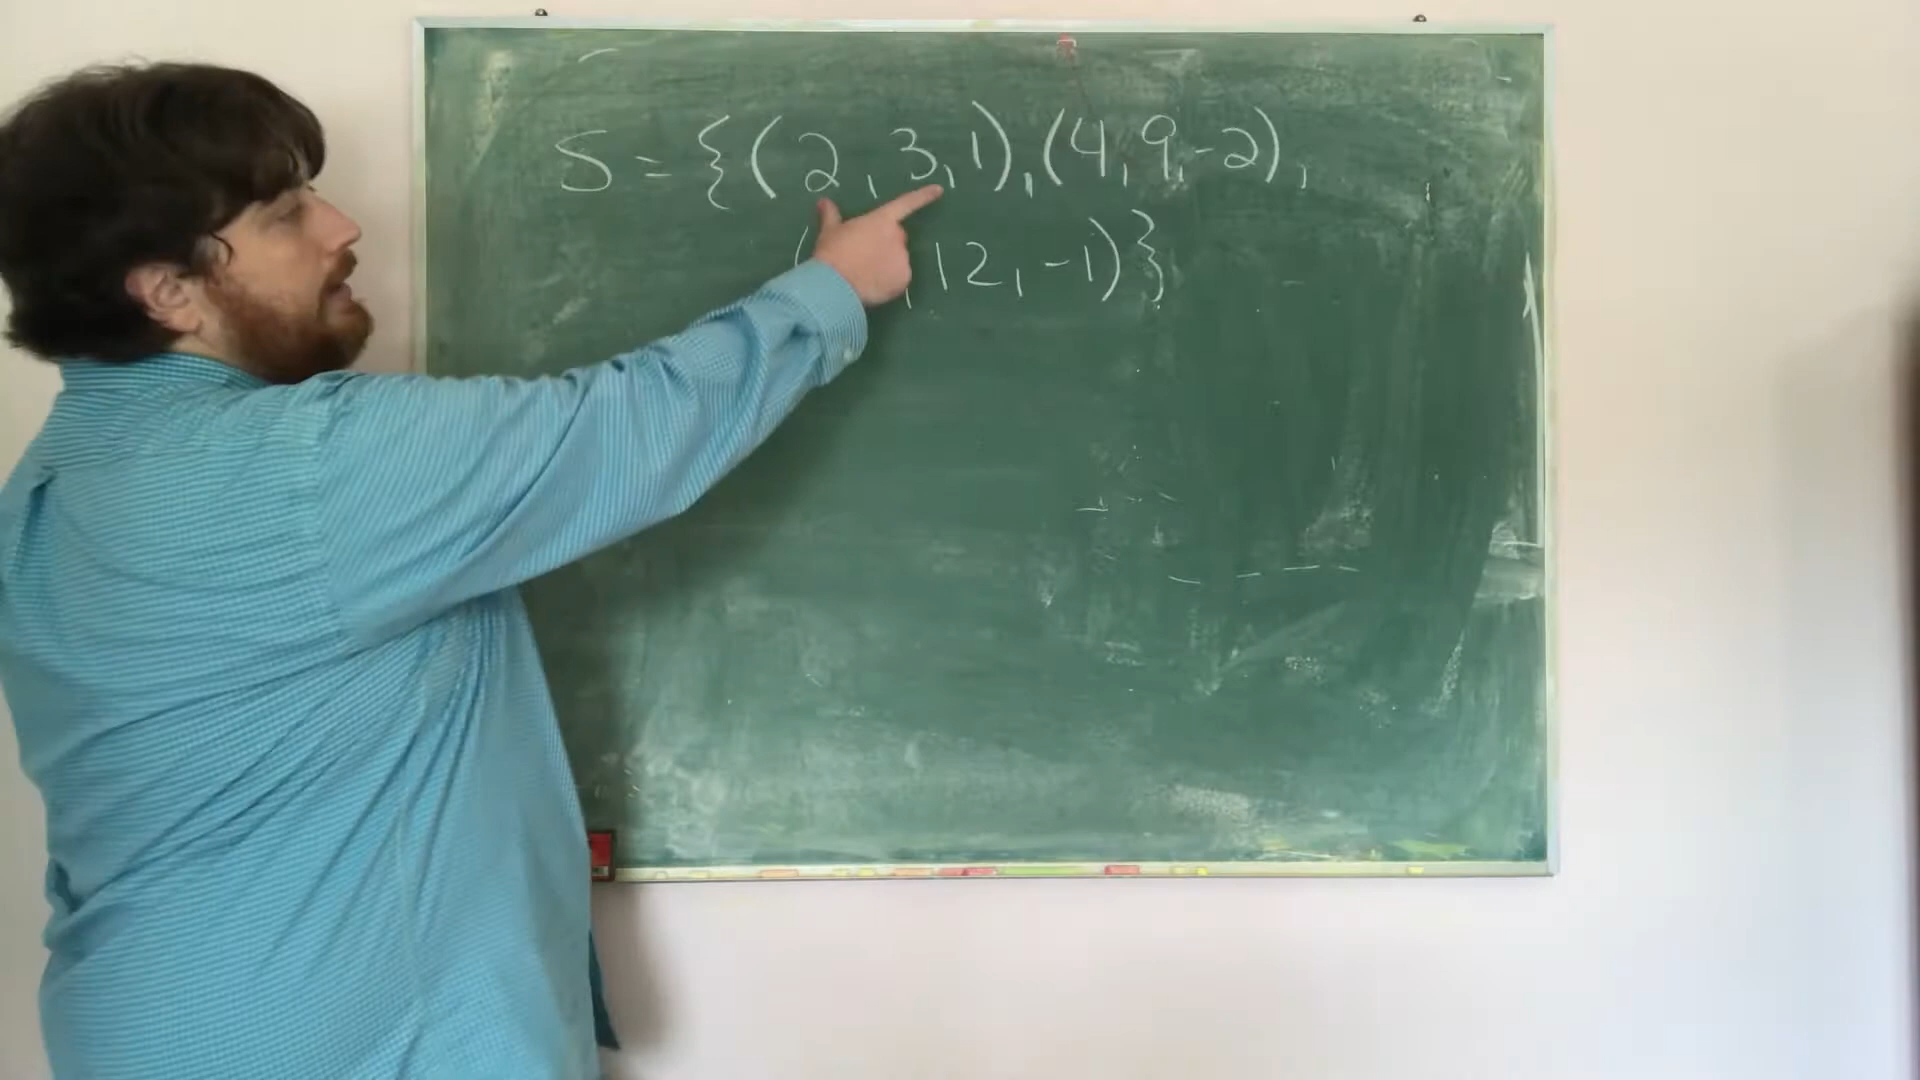 S = {(2, 3, 1), (4, 9, -2),
( , 12, -1)}